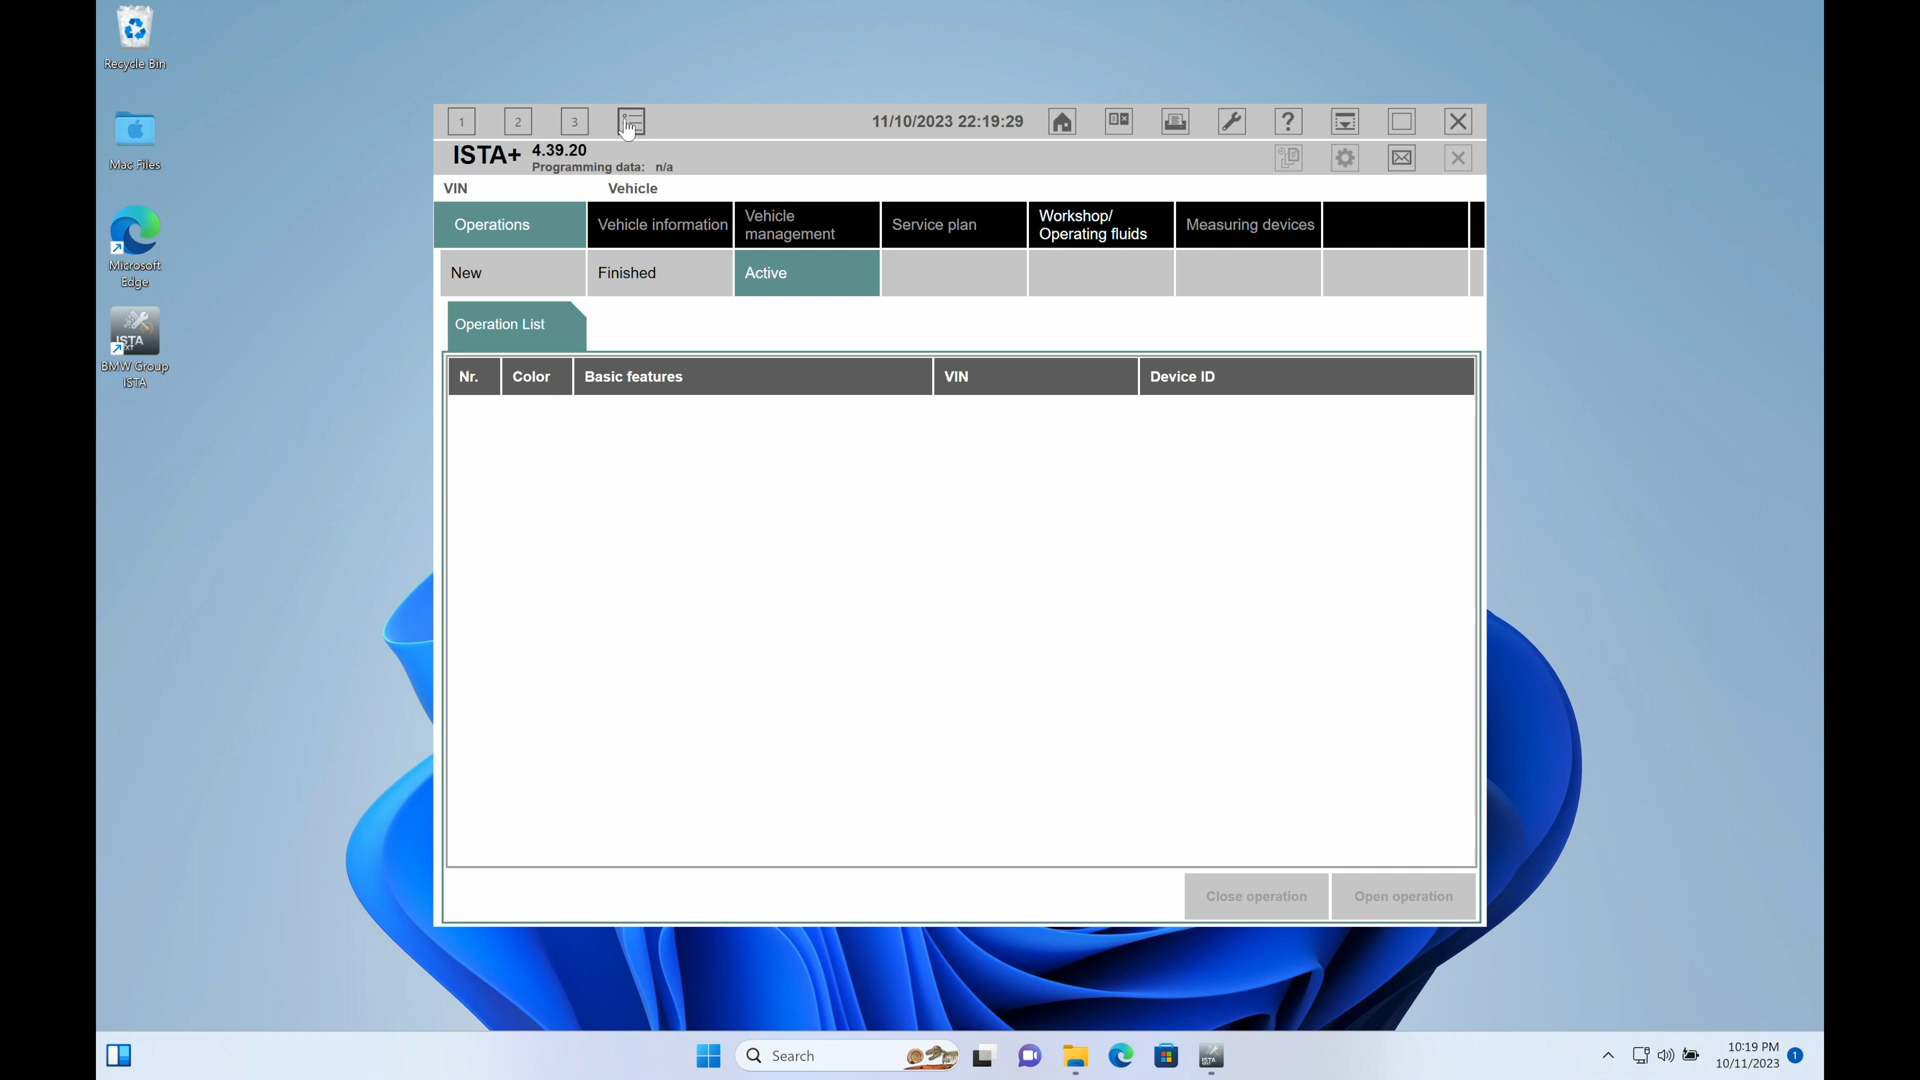 Recycle Bin
Mac Files
Microsoft
Edge
ISTA
XT
BMW Group
ISTA
1
2
3
11/10/2023 22:19:29
?
ISTA+
4.39.20
Programming data: n/a
VIN
Vehicle
Operations
Vehicle information
Vehicle
management
Service plan
Workshop/
Operating fluids
Measuring devices
New
Finished
Active
Operation List
Nr.
Color
Basic features
VIN
Device ID
Close operation
Open operation
Search
ISTA
10:19 PM
10/11/2023
1